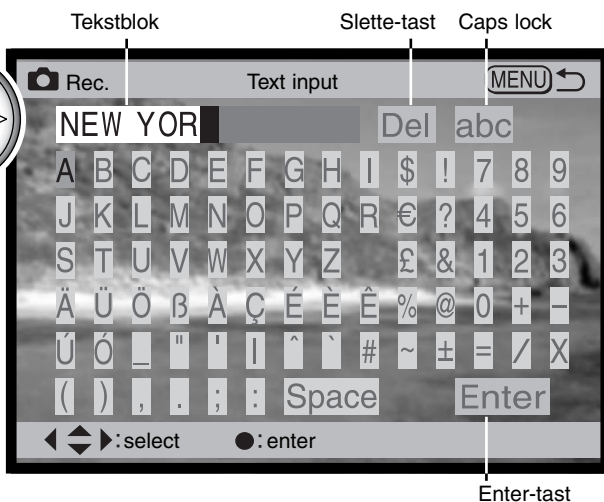 Tekstblok Slette-tast Caps lock
Rec. Text input MENU
NEW YOR Del abc
A B C D E F G H I $ ! 7 8 9
J K L M N O P Q R € ? 4 5 6
S T U V W X Y Z £ & 1 2 3
Ä Ü Ö ß À Ç É È Ê % @ 0 + −
Ú Ó _ " ' | ^ ` # ~ ± = / X
( ) , . ; : Space Enter
:select :enter
Enter-tast